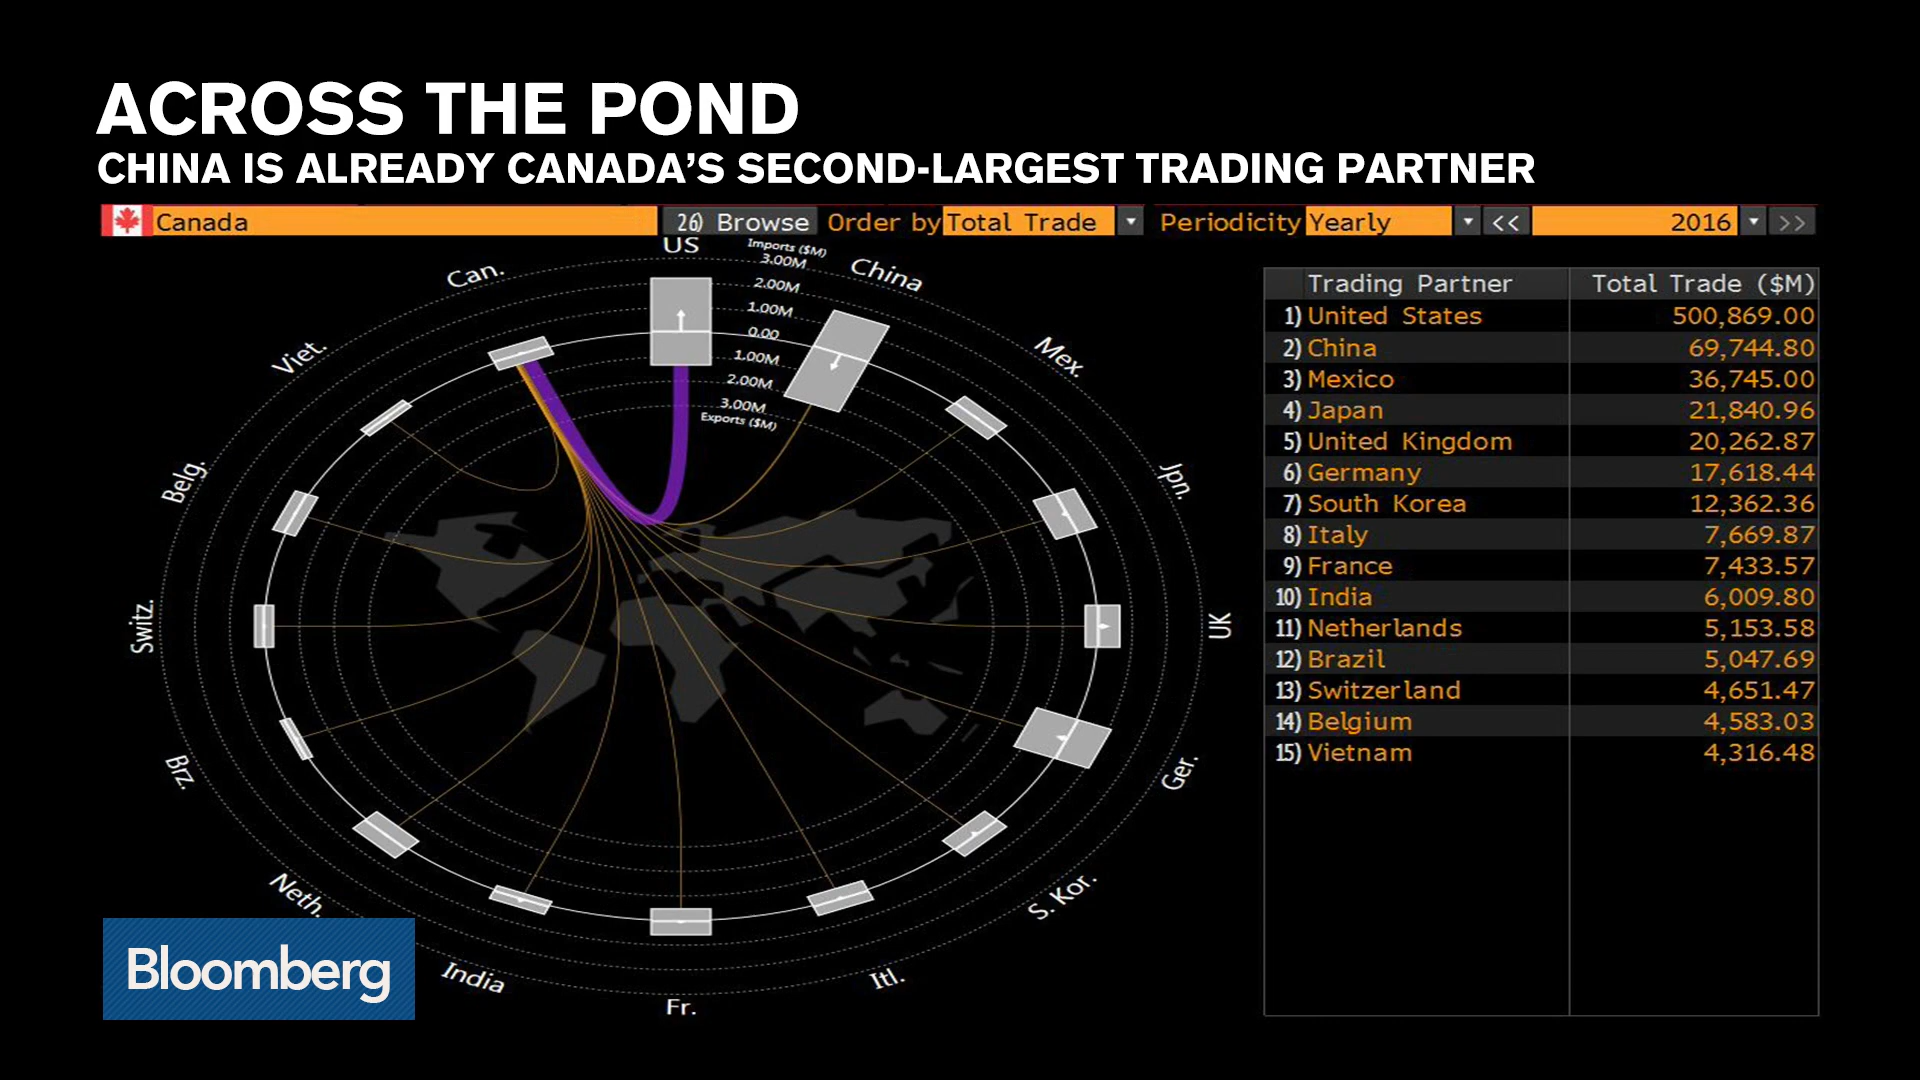 ACROSS THE POND
CHINA IS ALREADY CANADA'S SECOND-LARGEST TRADING PARTNER
Canada 26) Browse Order by Total Trade Periodicity Yearly << 2016 >>
US
Imports ($M)
3.00M
2.00M
1.00M
0.00
1.00M
2.00M
3.00M
Exports ($M)
China
Mex.
Jpn.
UK
Ger.
S. Kor.
Itl.
Fr.
India
Neth.
Brz.
Switz.
Belg.
Viet.
Can.
Trading Partner Total Trade ($M)
1) United States 500,869.00
2) China 69,744.80
3) Mexico 36,745.00
4) Japan 21,840.96
5) United Kingdom 20,262.87
6) Germany 17,618.44
7) South Korea 12,362.36
8) Italy 7,669.87
9) France 7,433.57
10) India 6,009.80
11) Netherlands 5,153.58
12) Brazil 5,047.69
13) Switzerland 4,651.47
14) Belgium 4,583.03
15) Vietnam 4,316.48
Bloomberg